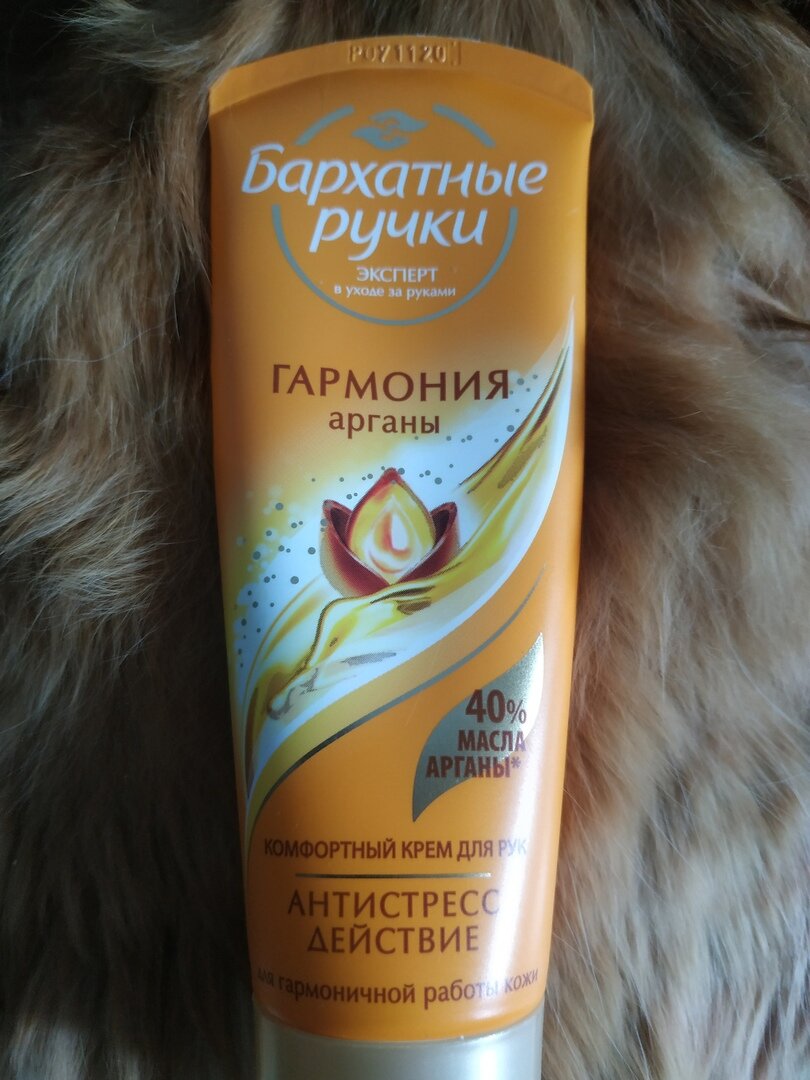 P071120
Бархатные
ручки
ЭКСПЕРТ
в уходе за руками
ГАРМОНИЯ
арганы
40%
МАСЛА
АРГАНЫ*
КОМФОРТНЫЙ КРЕМ ДЛЯ РУК
АНТИСТРЕСС
ДЕЙСТВИЕ
для гармоничной работы кожи